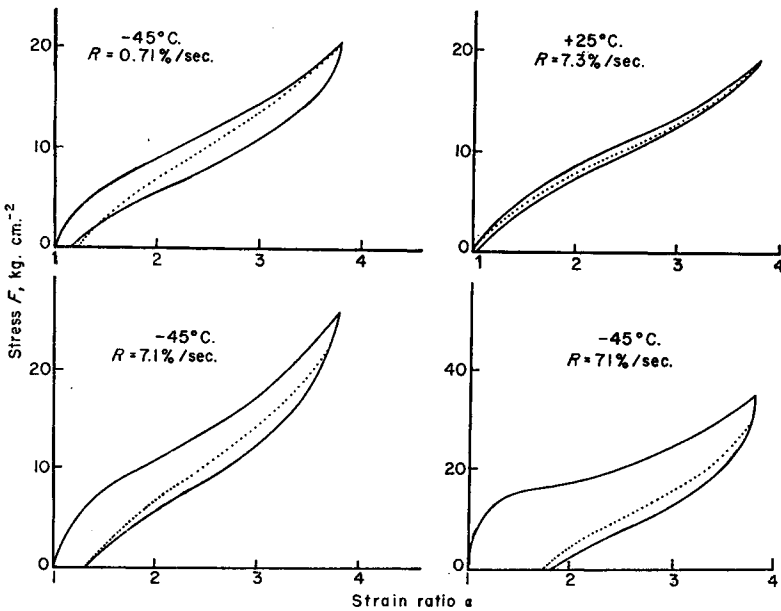 -45°C.
R = 0.71%/sec.
20
10
0
1
2
3
4
+25°C.
R = 7.3%/sec.
20
10
0
1
2
3
4
Stress F, kg. cm.-2
-45°C.
R = 7.1%/sec.
20
10
0
1
2
3
4
-45°C.
R = 71%/sec.
40
20
0
1
2
3
4
Strain ratio α